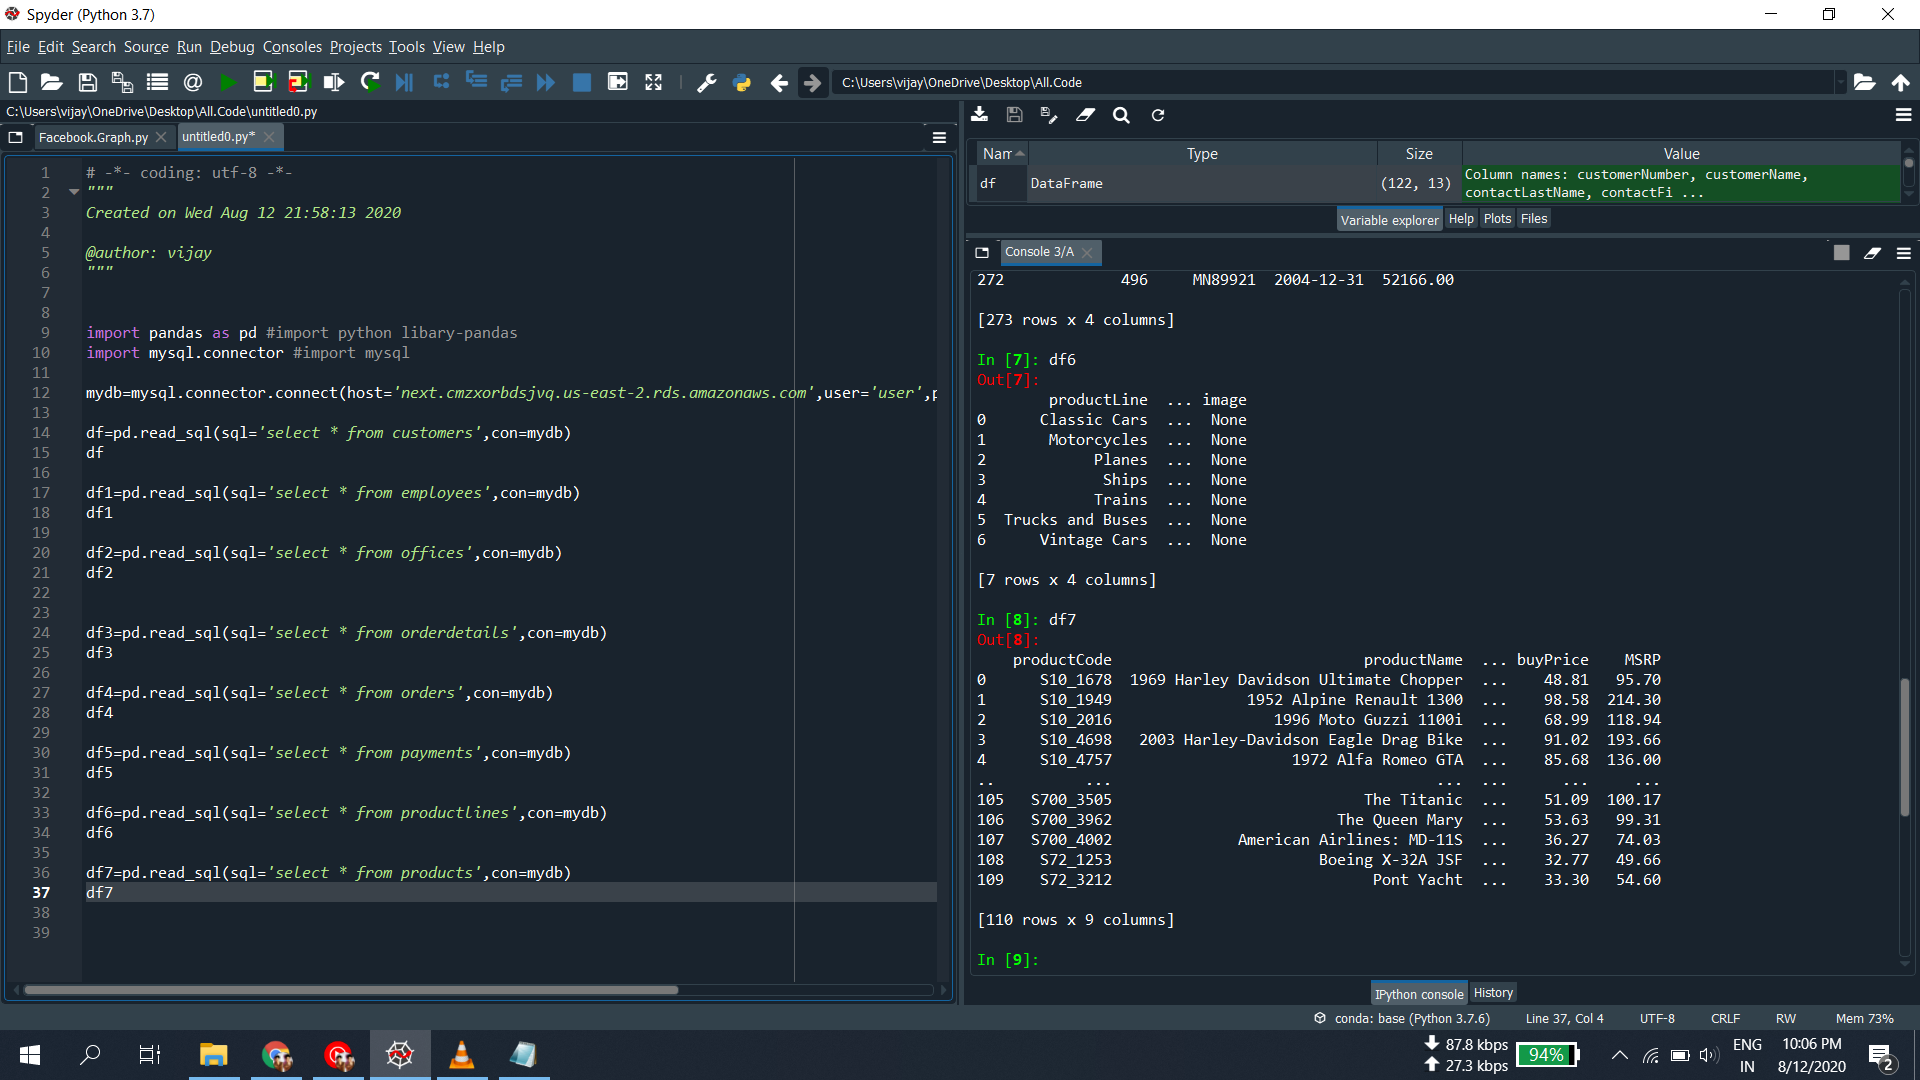 Spyder (Python 3.7)
File Edit Search Source Run Debug Consoles Projects Tools View Help
C:\Users\vijay\OneDrive\Desktop\All.Code
C:\Users\vijay\OneDrive\Desktop\All.Code\untitled0.py
Facebook.Graph.py
untitled0.py*
1 # -*- coding: utf-8 -*-
2 """
3 Created on Wed Aug 12 21:58:13 2020
4
5 @author: vijay
6 """
7
8
9 import pandas as pd #import python libary-pandas
10 import mysql.connector #import mysql
11
12 mydb=mysql.connector.connect(host='next.cmzxorbdsjvq.us-east-2.rds.amazonaws.com',user='user',p
13
14 df=pd.read_sql(sql='select * from customers',con=mydb)
15 df
16
17 df1=pd.read_sql(sql='select * from employees',con=mydb)
18 df1
19
20 df2=pd.read_sql(sql='select * from offices',con=mydb)
21 df2
22
23
24 df3=pd.read_sql(sql='select * from orderdetails',con=mydb)
25 df3
26
27 df4=pd.read_sql(sql='select * from orders',con=mydb)
28 df4
29
30 df5=pd.read_sql(sql='select * from payments',con=mydb)
31 df5
32
33 df6=pd.read_sql(sql='select * from productlines',con=mydb)
34 df6
35
36 df7=pd.read_sql(sql='select * from products',con=mydb)
37 df7
38
39
Nam Type Size Value
df DataFrame (122, 13) Column names: customerNumber, customerName,
contactLastName, contactFi ...
Variable explorer Help Plots Files
Console 3/A
272 496 MN89921 2004-12-31 52166.00
[273 rows x 4 columns]
In [7]: df6
Out[7]:
productLine ... image
0 Classic Cars ... None
1 Motorcycles ... None
2 Planes ... None
3 Ships ... None
4 Trains ... None
5 Trucks and Buses ... None
6 Vintage Cars ... None
[7 rows x 4 columns]
In [8]: df7
Out[8]:
productCode productName ... buyPrice MSRP
0 S10_1678 1969 Harley Davidson Ultimate Chopper ... 48.81 95.70
1 S10_1949 1952 Alpine Renault 1300 ... 98.58 214.30
2 S10_2016 1996 Moto Guzzi 1100i ... 68.99 118.94
3 S10_4698 2003 Harley-Davidson Eagle Drag Bike ... 91.02 193.66
4 S10_4757 1972 Alfa Romeo GTA ... 85.68 136.00
.. ... ... ... ... ...
105 S700_3505 The Titanic ... 51.09 100.17
106 S700_3962 The Queen Mary ... 53.63 99.31
107 S700_4002 American Airlines: MD-11S ... 36.27 74.03
108 S72_1253 Boeing X-32A JSF ... 32.77 49.66
109 S72_3212 Pont Yacht ... 33.30 54.60
[110 rows x 9 columns]
In [9]:
IPython console History
conda: base (Python 3.7.6) Line 37, Col 4 UTF-8 CRLF RW Mem 73%
87.8 kbps
27.3 kbps
94%
ENG
IN
10:06 PM
8/12/2020
2